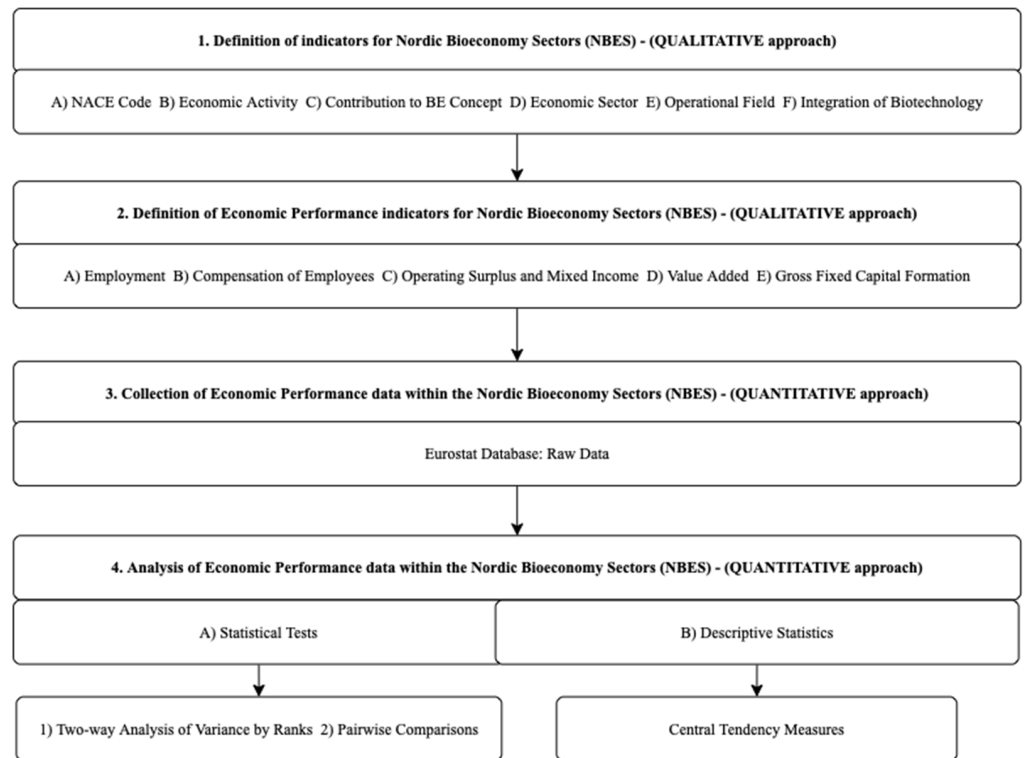 1. Definition of indicators for Nordic Bioeconomy Sectors (NBES) - (QUALITATIVE approach)
A) NACE Code B) Economic Activity C) Contribution to BE Concept D) Economic Sector E) Operational Field F) Integration of Biotechnology
2. Definition of Economic Performance indicators for Nordic Bioeconomy Sectors (NBES) - (QUALITATIVE approach)
A) Employment B) Compensation of Employees C) Operating Surplus and Mixed Income D) Value Added E) Gross Fixed Capital Formation
3. Collection of Economic Performance data within the Nordic Bioeconomy Sectors (NBES) - (QUANTITATIVE approach)
Eurostat Database: Raw Data
4. Analysis of Economic Performance data within the Nordic Bioeconomy Sectors (NBES) - (QUANTITATIVE approach)
A) Statistical Tests
B) Descriptive Statistics
1) Two-way Analysis of Variance by Ranks 2) Pairwise Comparisons
Central Tendency Measures